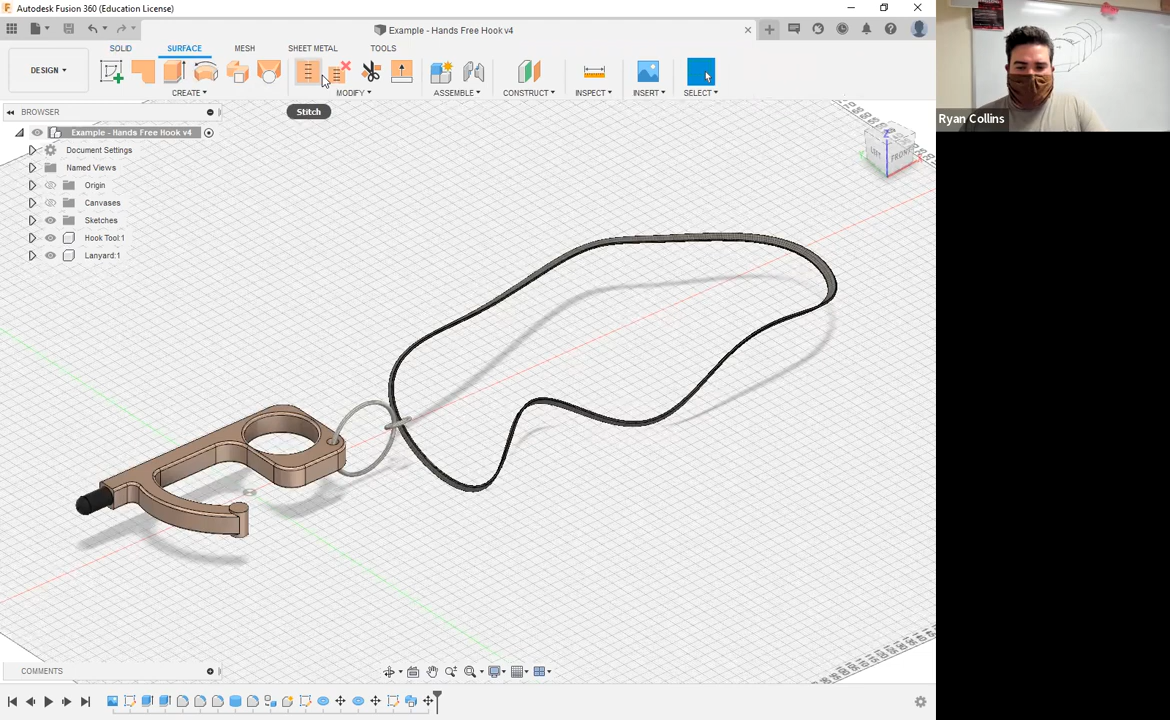 Autodesk Fusion 360 (Education License)
Example - Hands Free Hook v4
SOLID SURFACE MESH SHEET METAL TOOLS
DESIGN
CREATE MODIFY ASSEMBLE CONSTRUCT INSPECT INSERT SELECT
BROWSER
Stitch
Ryan Collins
Example - Hands Free Hook v4
Document Settings
Named Views
Origin
Canvases
Sketches
Hook Tool:1
Lanyard:1
Z
LEFT FRONT
COMMENTS